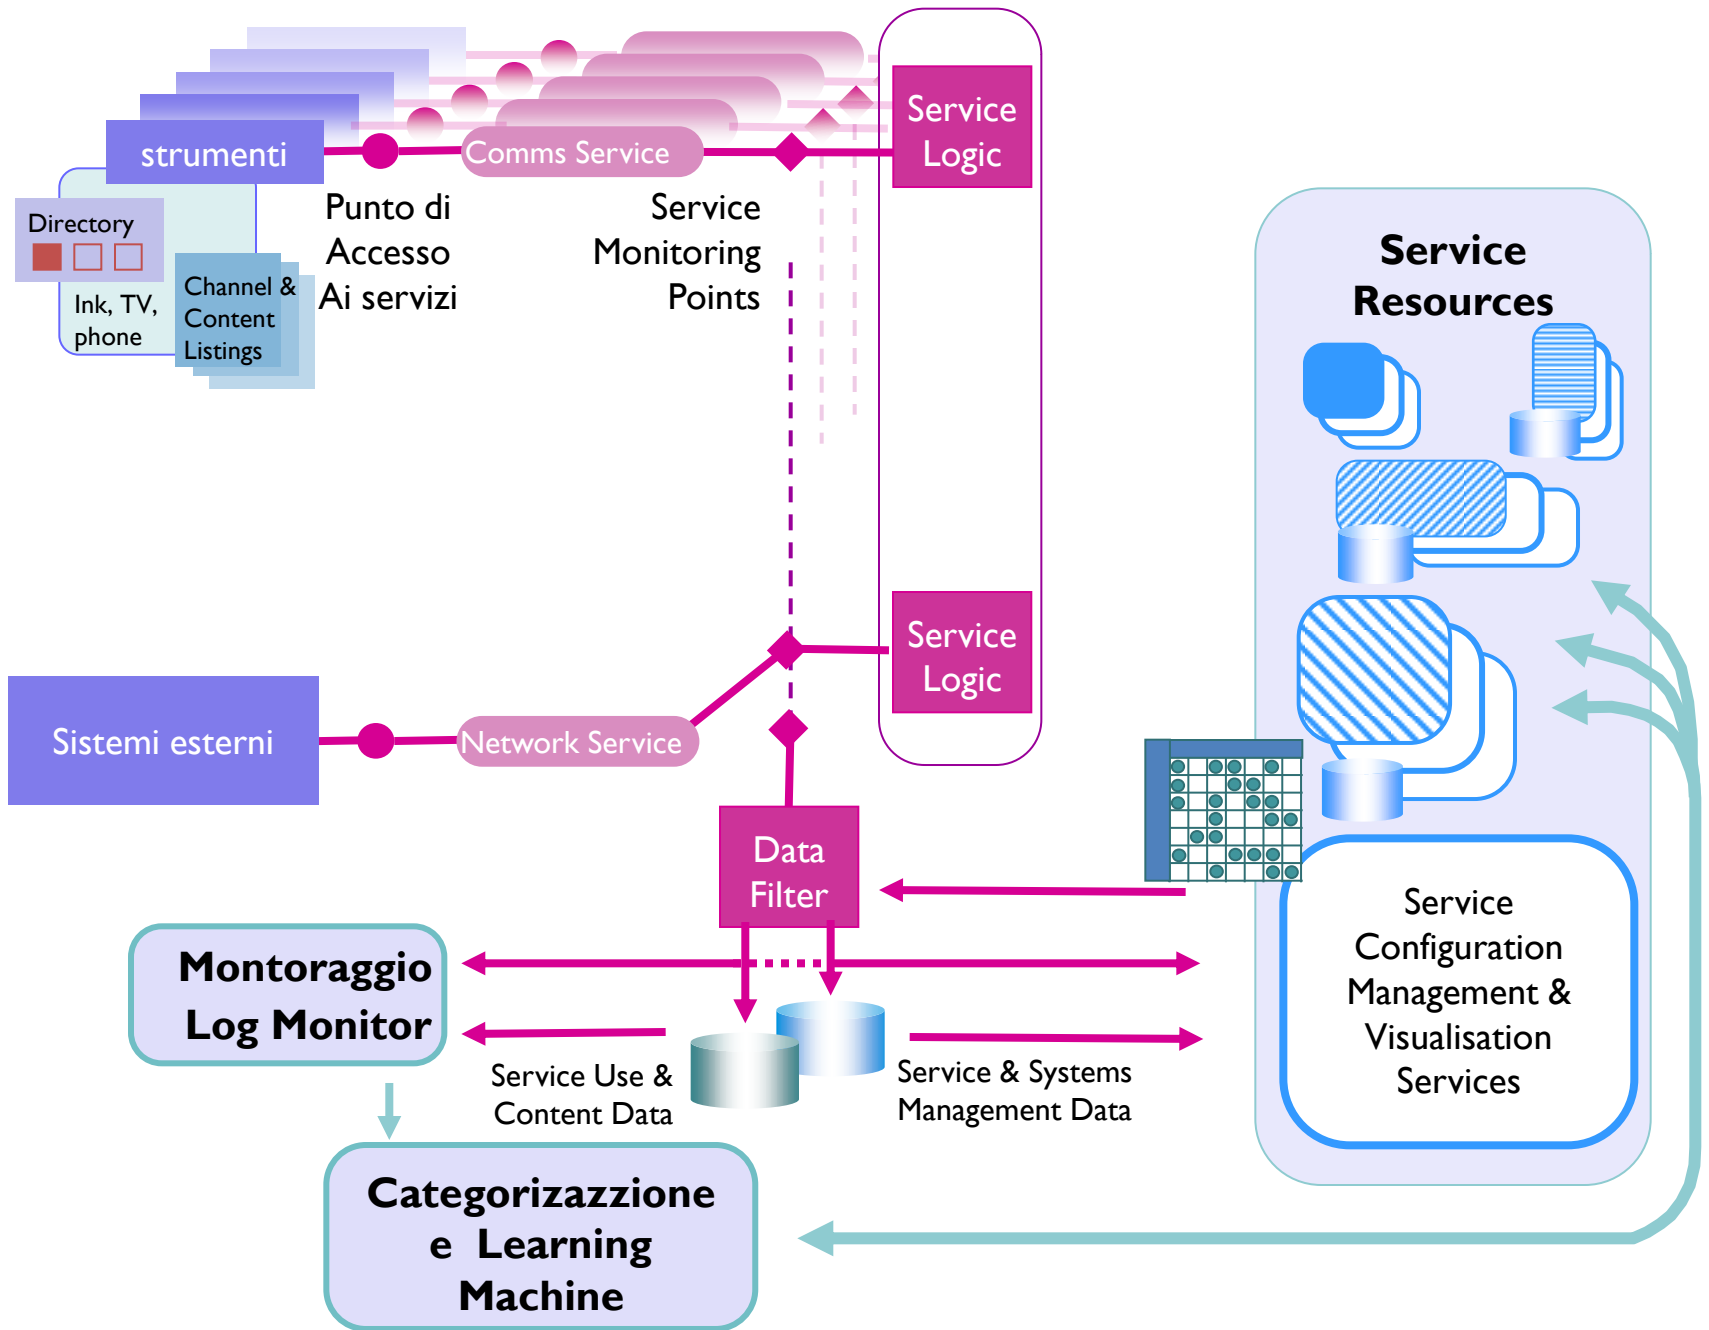 strumenti
Comms Service
Service
Logic
Directory
Ink, TV,
phone
Channel &
Content
Listings
Punto di
Accesso
Ai servizi
Service
Monitoring
Points
Service
Resources
Service
Logic
Sistemi esterni
Network Service
Data
Filter
Montoraggio
Log Monitor
Service Use &
Content Data
Service & Systems
Management Data
Service
Configuration
Management &
Visualisation
Services
Categorizazzione
e Learning
Machine